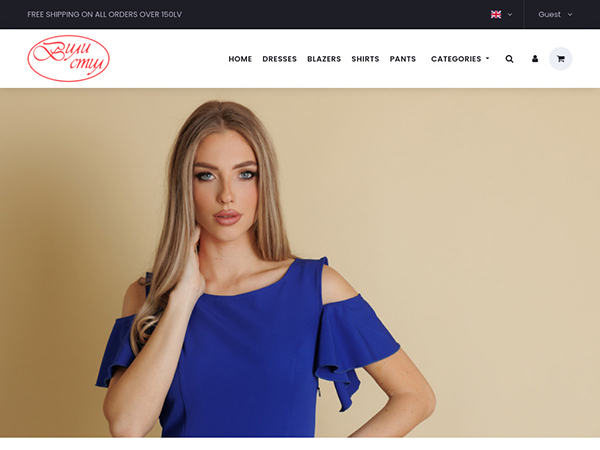 FREE SHIPPING ON ALL ORDERS OVER 150LV
Guest
Вили
стил
HOME DRESSES BLAZERS SHIRTS PANTS CATEGORIES